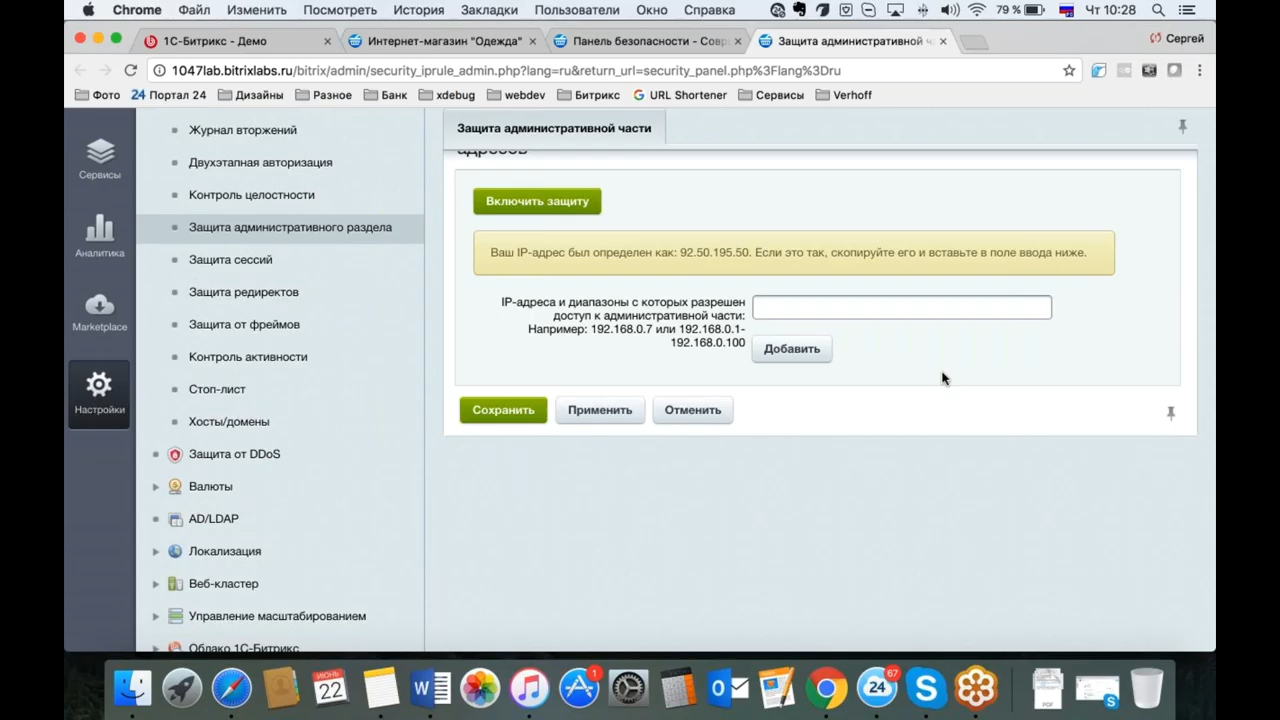 Chrome Файл Изменить Посмотреть История Закладки Пользователи Окно Справка 79 % Чт 10:28
1С-Битрикс - Демо
Интернет-магазин "Одежда"
Панель безопасности - Совр
Защита административной ч
Сергей
1047lab.bitrixlabs.ru/bitrix/admin/security_iprule_admin.php?lang=ru&return_url=security_panel.php%3Flang%3Dru
Фото 24 Портал 24 Дизайны Разное Банк xdebug webdev Битрикс URL Shortener Сервисы Verhoff
Сервисы
Аналитика
Marketplace
Настройки
Журнал вторжений
Двухэтапная авторизация
Контроль целостности
Защита административного раздела
Защита сессий
Защита редиректов
Защита от фреймов
Контроль активности
Стоп-лист
Хосты/домены
Защита от DDoS
Валюты
AD/LDAP
Локализация
Веб-кластер
Управление масштабированием
Облако 1С-Битрикс
Защита административной части
адресов
Включить защиту
Ваш IP-адрес был определен как: 92.50.195.50. Если это так, скопируйте его и вставьте в поле ввода ниже.
IP-адреса и диапазоны с которых разрешен
доступ к административной части:
Например: 192.168.0.7 или 192.168.0.1-
192.168.0.100
Добавить
Сохранить Применить Отменить
ИЮНЬ
22
W
1
O
24
67
S
PDF
S